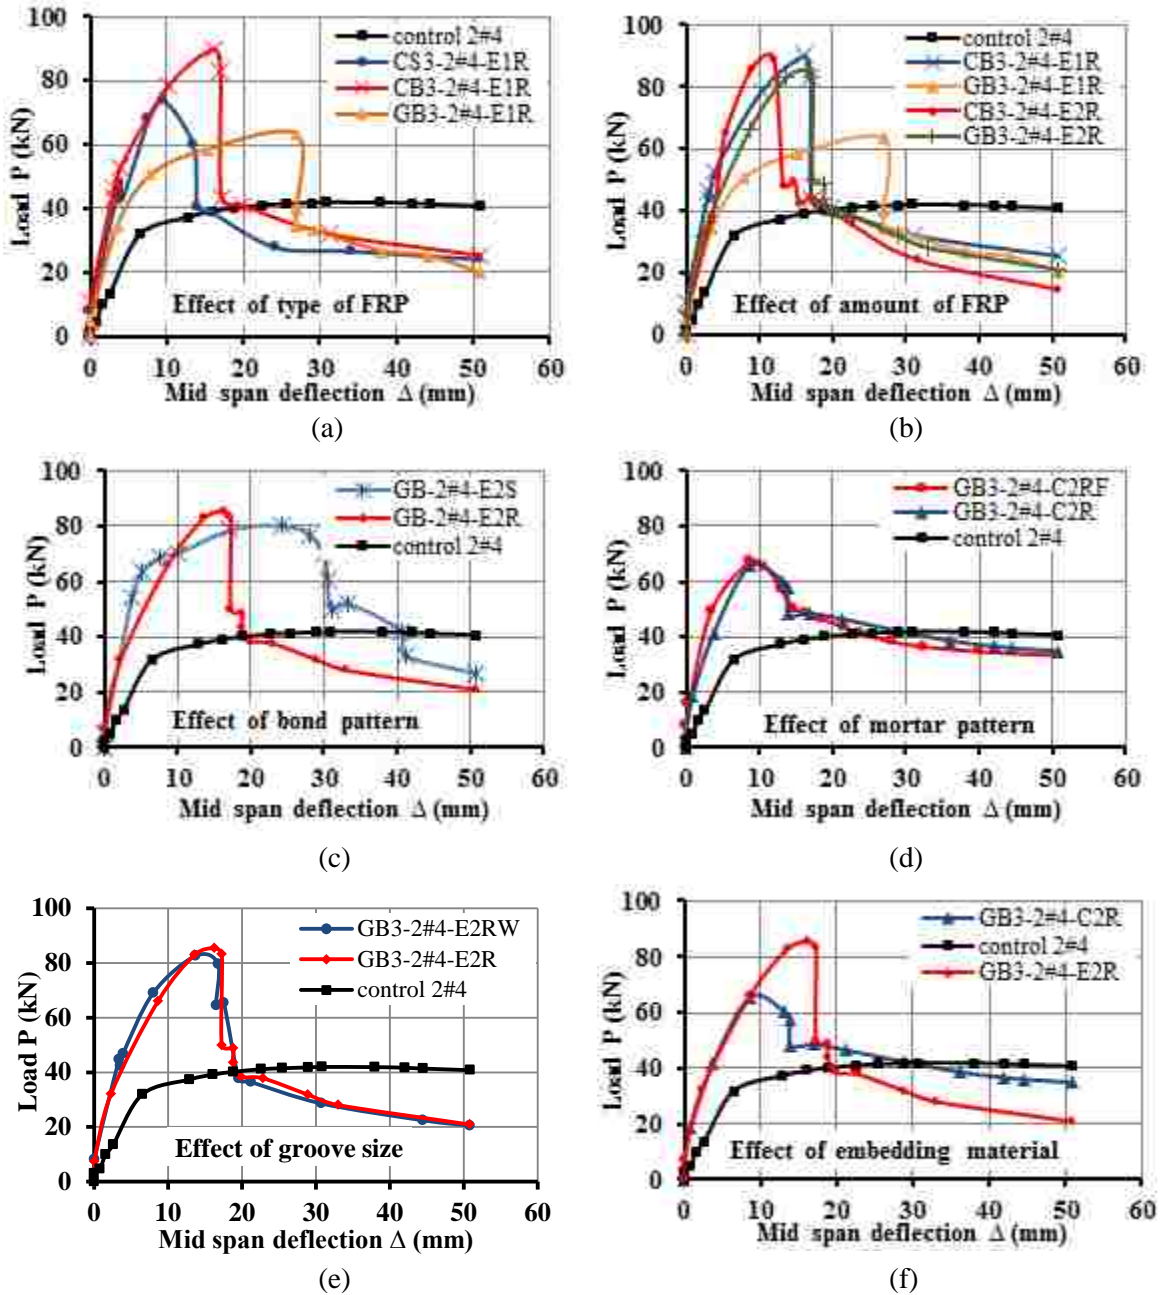 100
80
60
40
20
0
Load P (kN)
control 2#4
CS3-2#4-E1R
CB3-2#4-E1R
GB3-2#4-E1R
Effect of type of FRP
0 10 20 30 40 50 60
Mid span deflection Δ (mm)
(a)
100
80
60
40
20
0
Load P (kN)
control 2#4
CB3-2#4-E1R
GB3-2#4-E1R
CB3-2#4-E2R
GB3-2#4-E2R
Effect of amount of FRP
0 10 20 30 40 50 60
Mid span deflection Δ (mm)
(b)
100
80
60
40
20
0
Load P (kN)
GB-2#4-E2S
GB-2#4-E2R
control 2#4
Effect of bond pattern
0 10 20 30 40 50 60
Mid span deflection Δ (mm)
(c)
100
80
60
40
20
0
Load P (kN)
GB3-2#4-C2RF
GB3-2#4-C2R
control 2#4
Effect of mortar pattern
0 10 20 30 40 50 60
Mid span deflection Δ (mm)
(d)
100
80
60
40
20
0
Load P (kN)
GB3-2#4-E2RW
GB3-2#4-E2R
control 2#4
Effect of groove size
0 10 20 30 40 50 60
Mid span deflection Δ (mm)
(e)
100
80
60
40
20
0
Load P (kN)
GB3-2#4-C2R
control 2#4
GB3-2#4-E2R
Effect of embedding material
0 10 20 30 40 50 60
Mid span deflection Δ (mm)
(f)